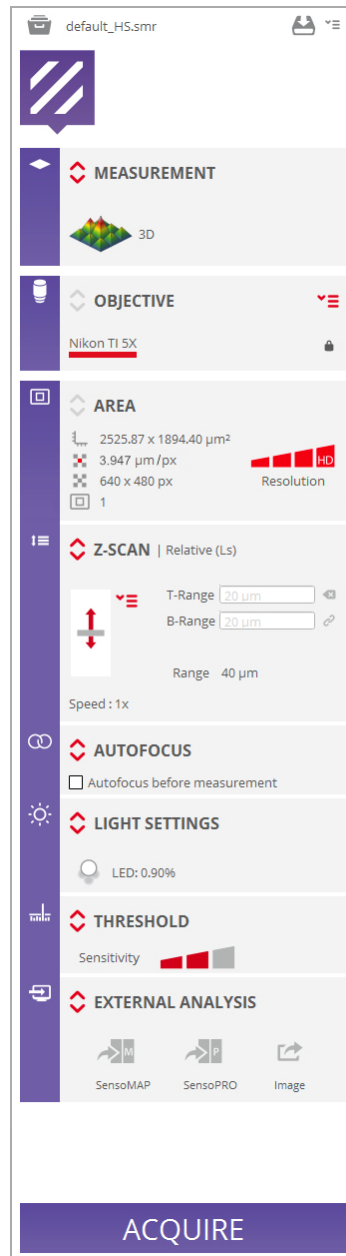 default_HS.smr
MEASUREMENT
3D
OBJECTIVE
Nikon TI 5X
AREA
2525.87 x 1894.40 µm²
3.947 µm/px
640 x 480 px
1
HD
Resolution
Z-SCAN | Relative (Ls)
T-Range 20 µm
B-Range 20 µm
Range 40 µm
Speed : 1x
AUTOFOCUS
Autofocus before measurement
LIGHT SETTINGS
LED: 0.90%
THRESHOLD
Sensitivity
EXTERNAL ANALYSIS
M P
SensoMAP SensoPRO Image
ACQUIRE